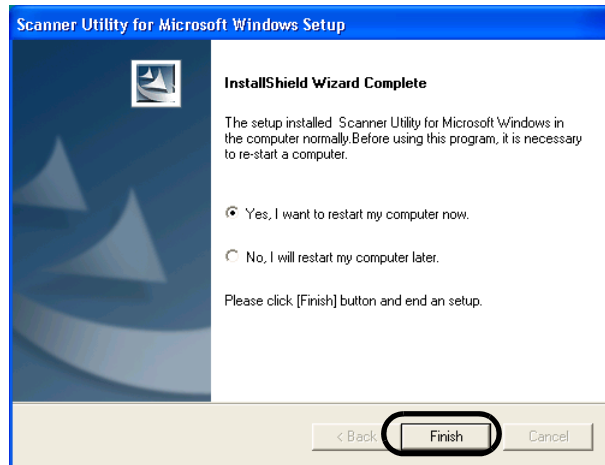 Scanner Utility for Microsoft Windows Setup
InstallShield Wizard Complete
The setup installed Scanner Utility for Microsoft Windows in
the computer normally.Before using this program, it is necessary
to re-start a computer.
Yes, I want to restart my computer now.
No, I will restart my computer later.
Please click [Finish] button and end an setup.
< Back Finish Cancel